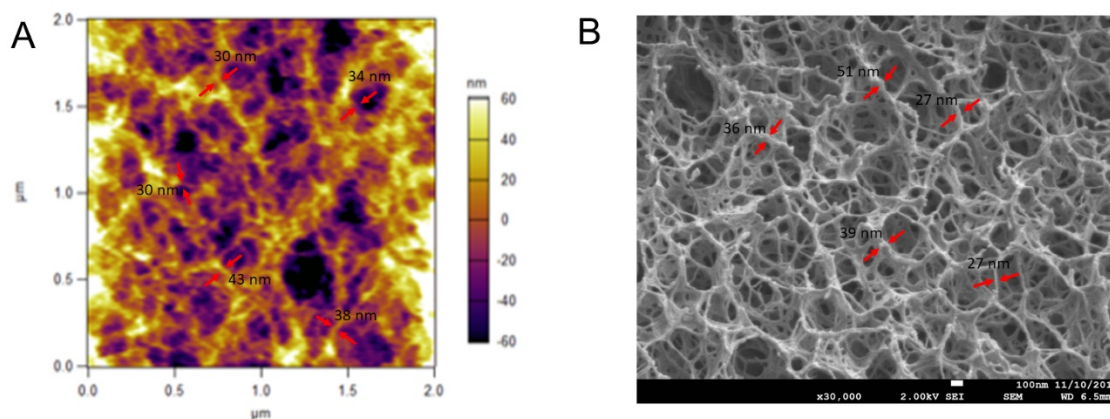 A
2.0
1.5
1.0
0.5
0.0
µm
0.0
0.5
1.0
1.5
2.0
µm
30 nm
34 nm
30 nm
43 nm
38 nm
nm
60
40
20
0
-20
-40
-60
B
51 nm
27 nm
36 nm
39 nm
27 nm
100nm 11/10/201
x30,000 2.00kV SEI SEM WD 6.5mm